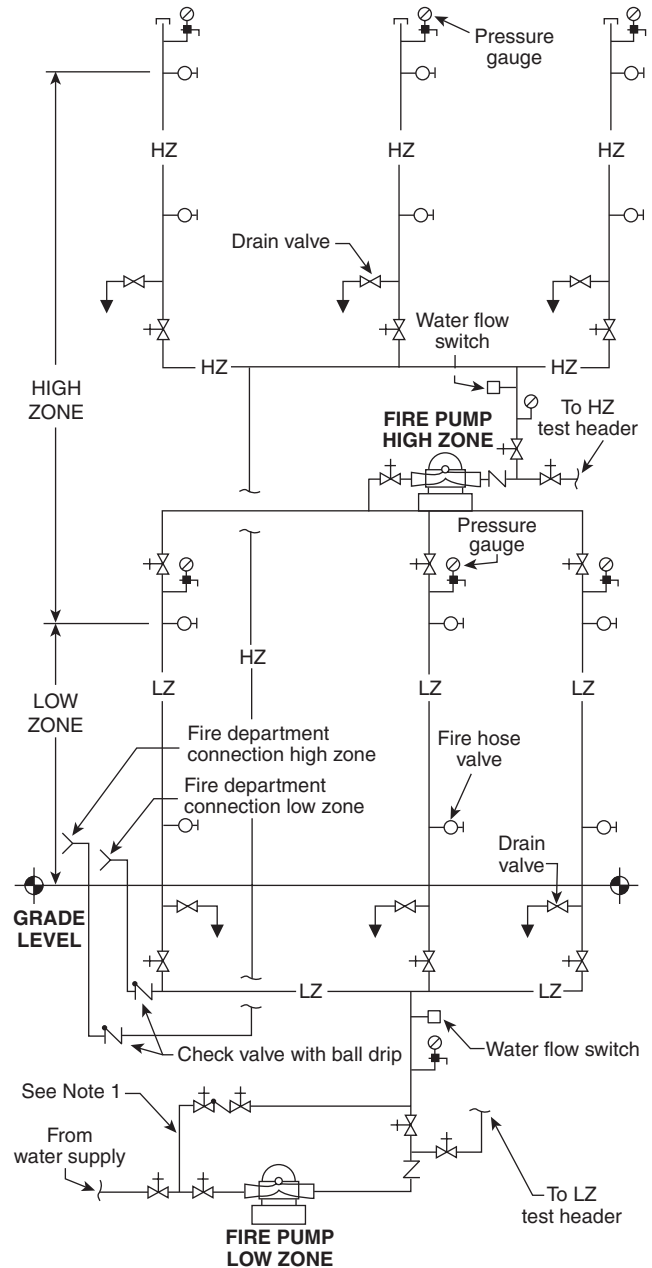 Pressure
gauge
HZ
HZ
HZ
Drain valve
Water flow
switch
HZ
HZ
HIGH
ZONE
FIRE PUMP
HIGH ZONE
To HZ
test header
Pressure
gauge
HZ
LZ
LZ
LZ
LOW
ZONE
Fire department
connection high zone
Fire hose
valve
Fire department
connection low zone
Drain
valve
GRADE
LEVEL
LZ
LZ
Check valve with ball drip
Water flow switch
See Note 1
From
water supply
To LZ
test header
FIRE PUMP
LOW ZONE